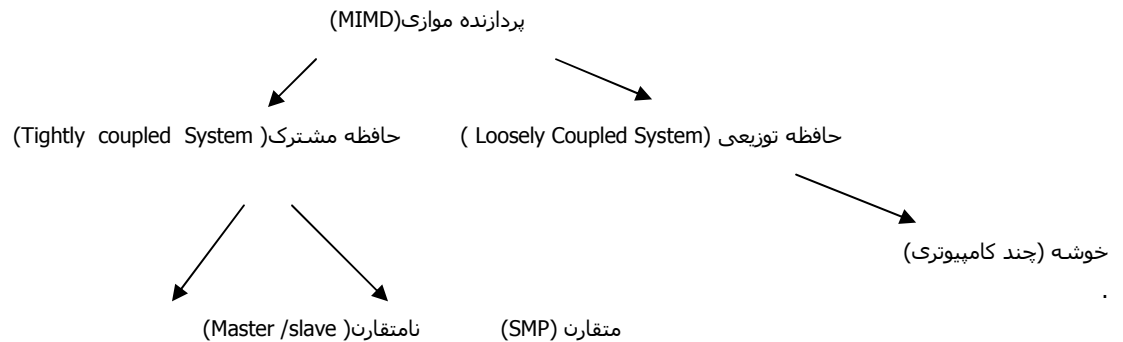 پردازنده موازی(MIMD)
حافظه توزیعی (Loosely Coupled System ) حافظه مشترک( Tightly coupled System)
خوشه (چند کامپیوتری)
.
متقارن (SMP) نامتقارن( Master /slave)